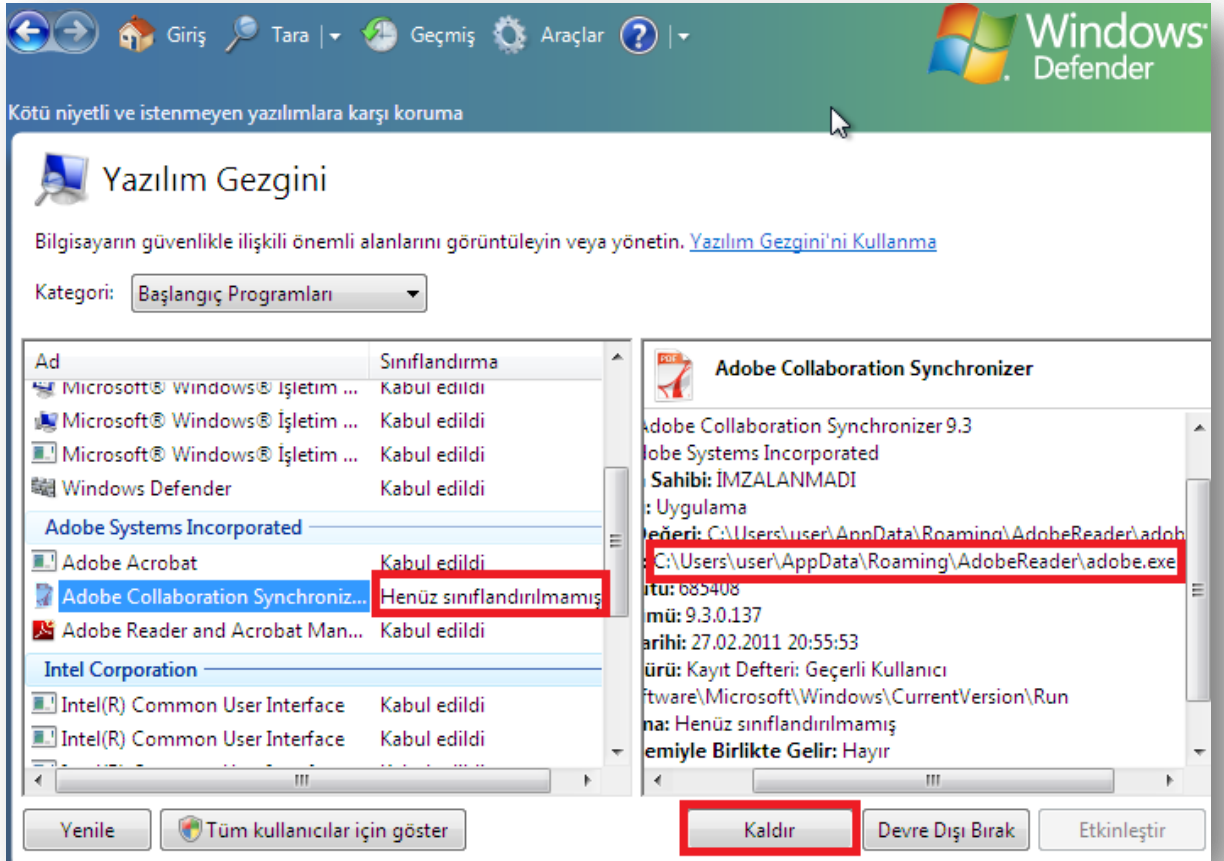 Giriş Tara Geçmiş Araçlar
Windows
Defender
Kötü niyetli ve istenmeyen yazılımlara karşı koruma
Yazılım Gezgini
Bilgisayarın güvenlikle ilişkili önemli alanlarını görüntüleyin veya yönetin. Yazılım Gezgini'ni Kullanma
Kategori: Başlangıç Programları
Ad Sınıflandırma
Microsoft® Windows® İşletim ... Kabul edildi
Microsoft® Windows® İşletim ... Kabul edildi
Microsoft® Windows® İşletim ... Kabul edildi
Windows Defender Kabul edildi
Adobe Systems Incorporated
Adobe Acrobat Kabul edildi
Adobe Collaboration Synchroniz... Henüz sınıflandırılmamış
Adobe Reader and Acrobat Man... Kabul edildi
Intel Corporation
Intel(R) Common User Interface Kabul edildi
Intel(R) Common User Interface Kabul edildi
PDF
Adobe Collaboration Synchronizer
Adobe Collaboration Synchronizer 9.3
dobe Systems Incorporated
Sahibi: İMZALANMADI
: Uygulama
eğeri: C:\Users\user\AppData\Roaming\AdobeReader\adob
: C:\Users\user\AppData\Roaming\AdobeReader\adobe.exe
utu: 685408
mü: 9.3.0.137
arihi: 27.02.2011 20:55:53
ürü: Kayıt Defteri: Geçerli Kullanıcı
ftware\Microsoft\Windows\CurrentVersion\Run
na: Henüz sınıflandırılmamış
emiyle Birlikte Gelir: Hayır
Yenile Tüm kullanıcılar için göster Kaldır Devre Dışı Bırak Etkinleştir